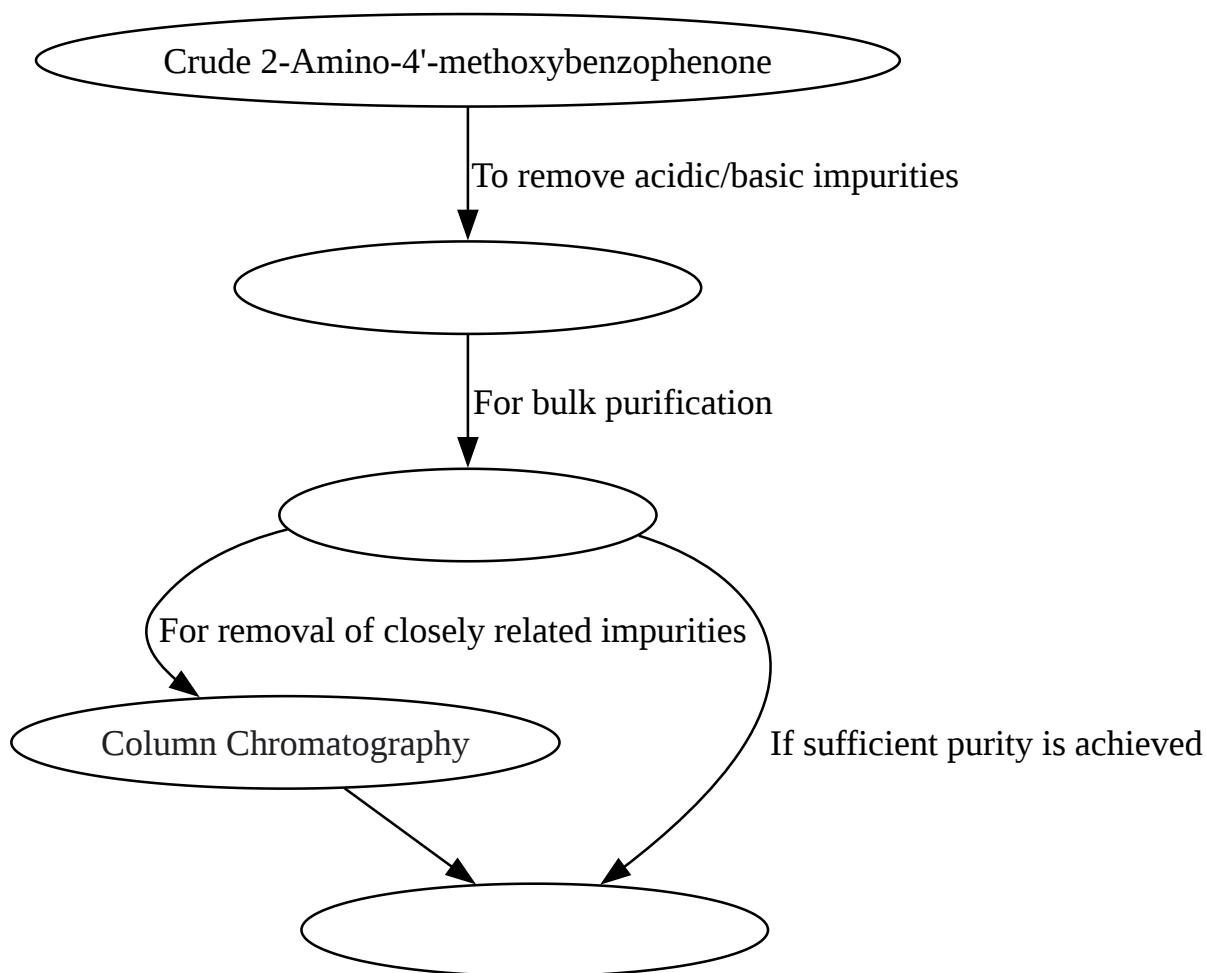 Crude 2-Amino-4'-methoxybenzophenone
To remove acidic/basic impurities
For bulk purification
For removal of closely related impurities
Column Chromatography
If sufficient purity is achieved